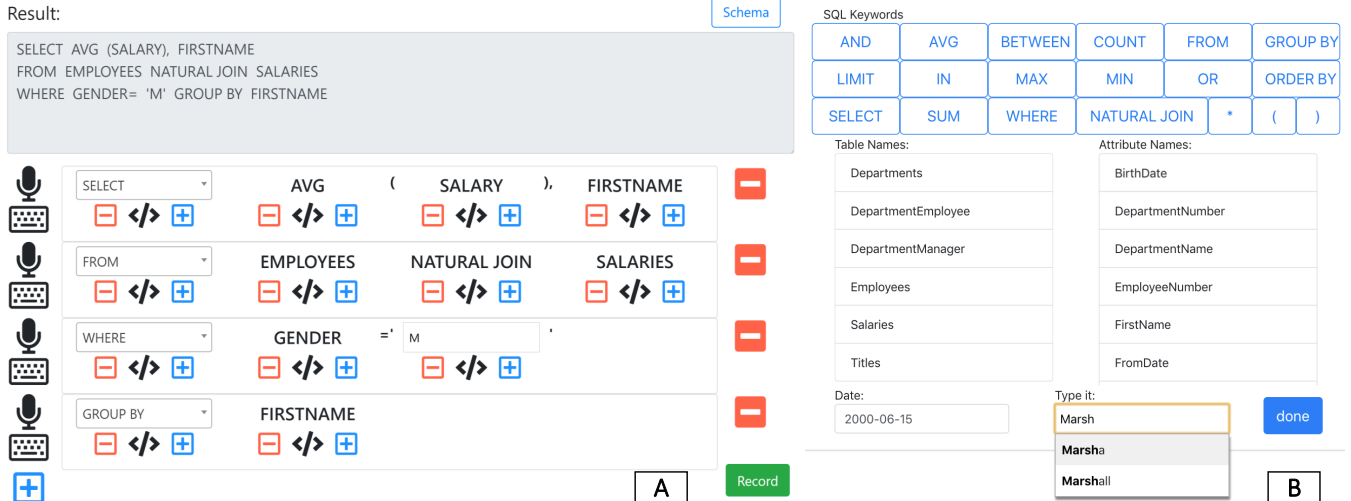 Result:
Schema
SELECT AVG (SALARY), FIRSTNAME
FROM EMPLOYEES NATURAL JOIN SALARIES
WHERE GENDER= 'M' GROUP BY FIRSTNAME
SELECT AVG ( SALARY ), FIRSTNAME
</> </> </> </>
FROM EMPLOYEES NATURAL JOIN SALARIES
</> </> </> </>
WHERE GENDER =' M '
</> </> </>
GROUP BY FIRSTNAME
</> </>
A
Record
SQL Keywords
AND AVG BETWEEN COUNT FROM GROUP BY
LIMIT IN MAX MIN OR ORDER BY
SELECT SUM WHERE NATURAL JOIN * ( )
Table Names:
Departments
DepartmentEmployee
DepartmentManager
Employees
Salaries
Titles
Attribute Names:
BirthDate
DepartmentNumber
DepartmentName
EmployeeNumber
FirstName
FromDate
Date:
2000-06-15
Type it:
Marsh
done
Marsha
Marshall
B